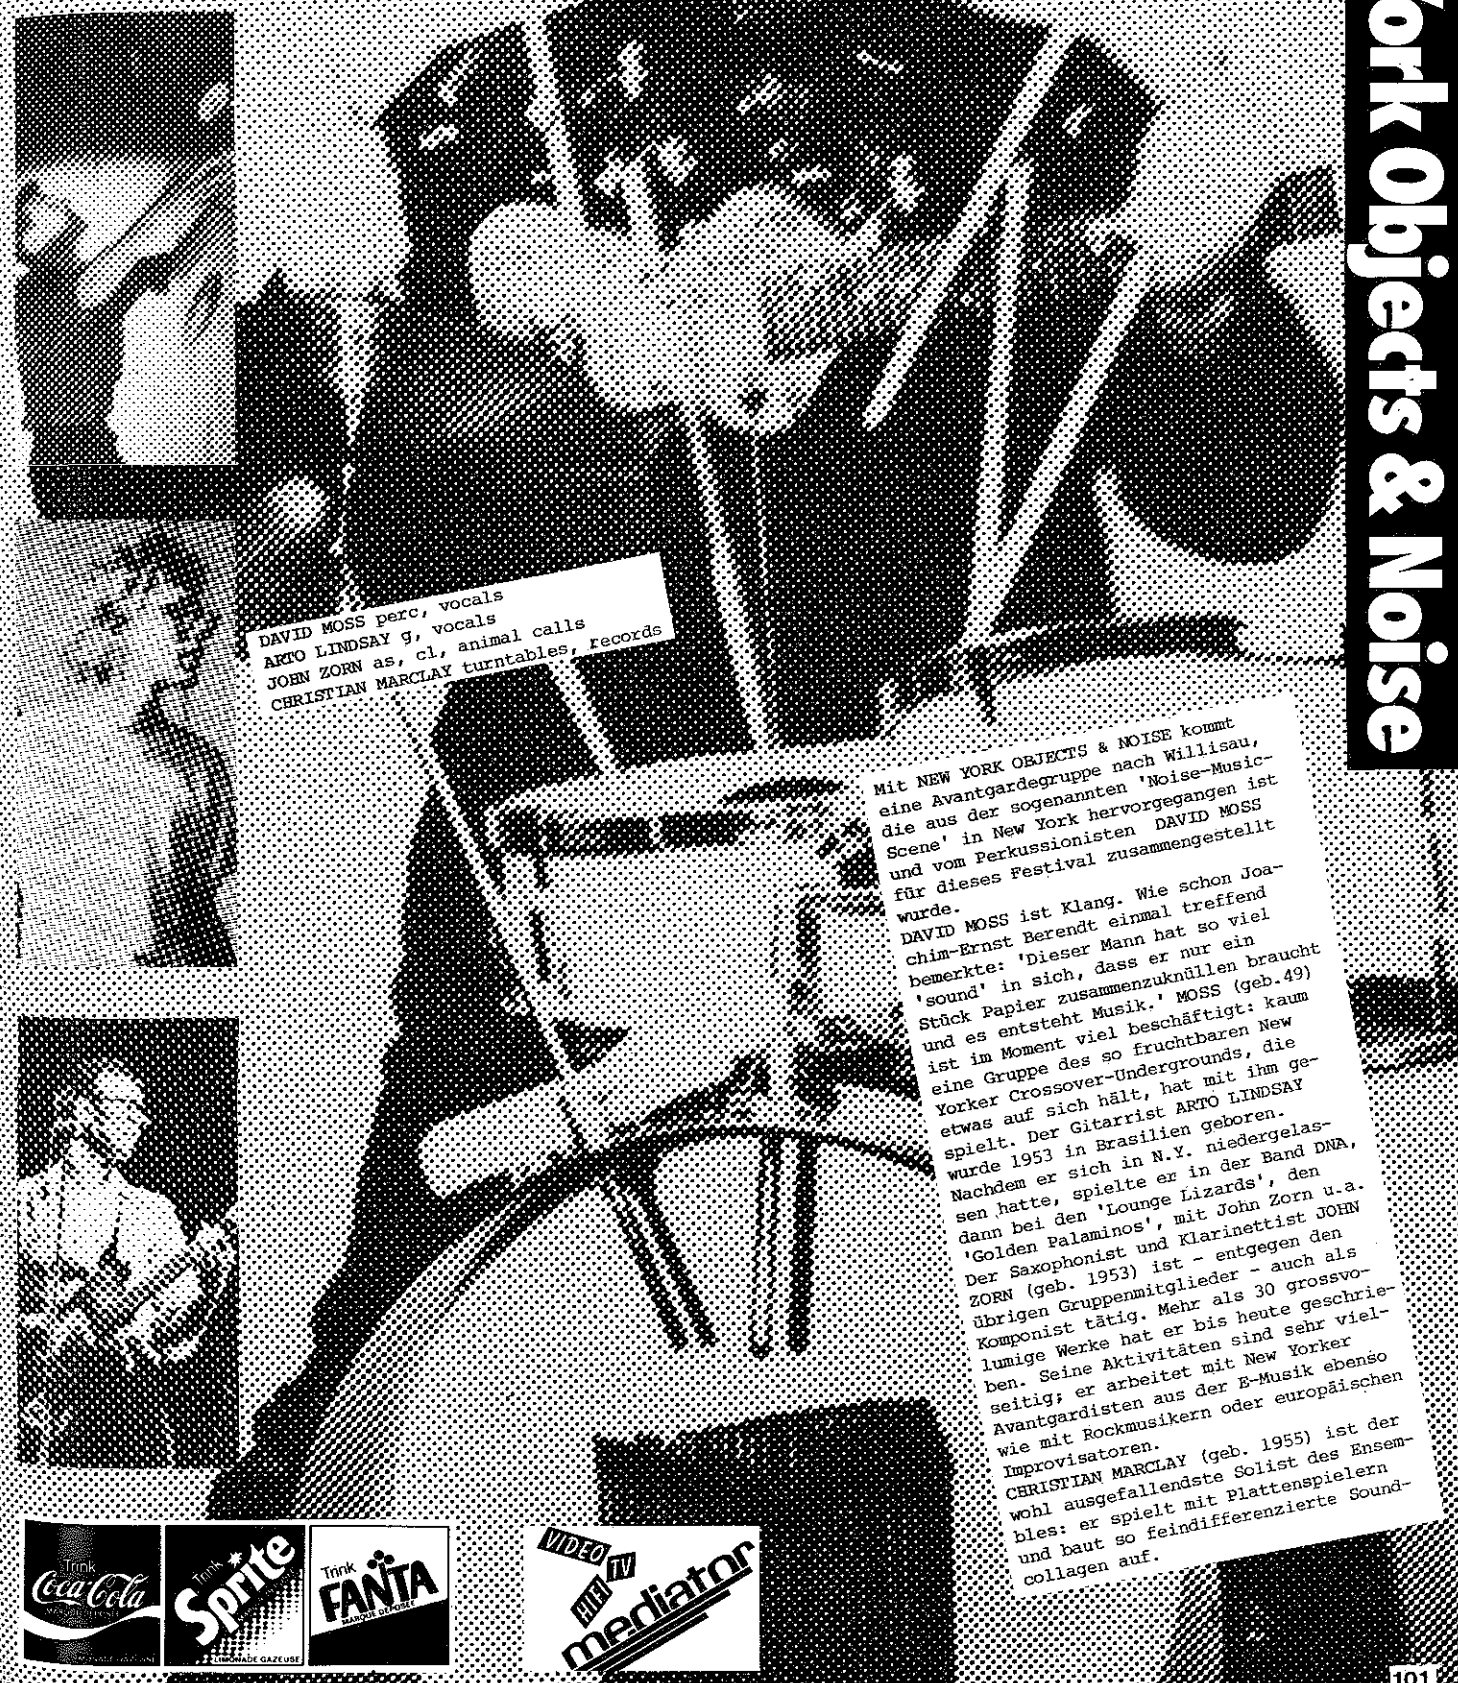 York Objects & Noise
DAVID MOSS perc, vocals
ARTO LINDSAY g, vocals
JOHN ZORN as, cl, animal calls
CHRISTIAN MARCLAY turntables, records
Mit NEW YORK OBJECTS & NOISE kommt
eine Avantgardegruppe nach Willisau,
die aus der sogenannten 'Noise-Music-
Scene' in New York hervorgegangen ist
und vom Perkussionisten DAVID MOSS
für dieses Festival zusammengestellt
wurde.
DAVID MOSS ist Klang. Wie schon Joa-
chim-Ernst Berendt einmal treffend
bemerkte: 'Dieser Mann hat so viel
'sound' in sich, dass er nur ein
Stück Papier zusammenzuknüllen braucht
und es entsteht Musik.' MOSS (geb.49)
ist im Moment viel beschäftigt: kaum
eine Gruppe des so fruchtbaren New
Yorker Crossover-Undergrounds, die
etwas auf sich hält, hat mit ihm ge-
spielt. Der Gitarrist ARTO LINDSAY
wurde 1953 in Brasilien geboren.
Nachdem er sich in N.Y. niedergelas-
sen hatte, spielte er in der Band DNA,
dann bei den 'Lounge Lizards', den
'Golden Palaminos', mit John Zorn u.a.
Der Saxophonist und Klarinettist JOHN
ZORN (geb. 1953) ist - entgegen den
übrigen Gruppenmitglieder - auch als
Komponist tätig. Mehr als 30 grossvo-
lumige Werke hat er bis heute geschrie-
ben. Seine Aktivitäten sind sehr viel-
seitig; er arbeitet mit New Yorker
Avantgardisten aus der E-Musik ebenso
wie mit Rockmusikern oder europäischen
Improvisatoren.
CHRISTIAN MARCLAY (geb. 1955) ist der
wohl ausgefallendste Solist des Ensem-
bles: er spielt mit Plattenspielern
und baut so feindifferenzierte Sound-
collagen auf.
Trink
Coca-Cola
Trink
Sprite
LIMONADE GAZEUSE
Trink
FANTA
MARQUE DEPOSEE
VIDEO
TV
HIFI
mediator
101